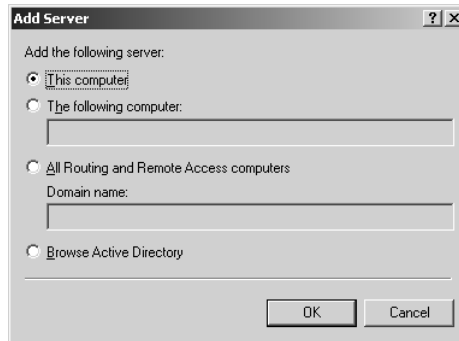 Add Server
Add the following server:
This computer
The following computer:
All Routing and Remote Access computers
Domain name:
Browse Active Directory
OK Cancel